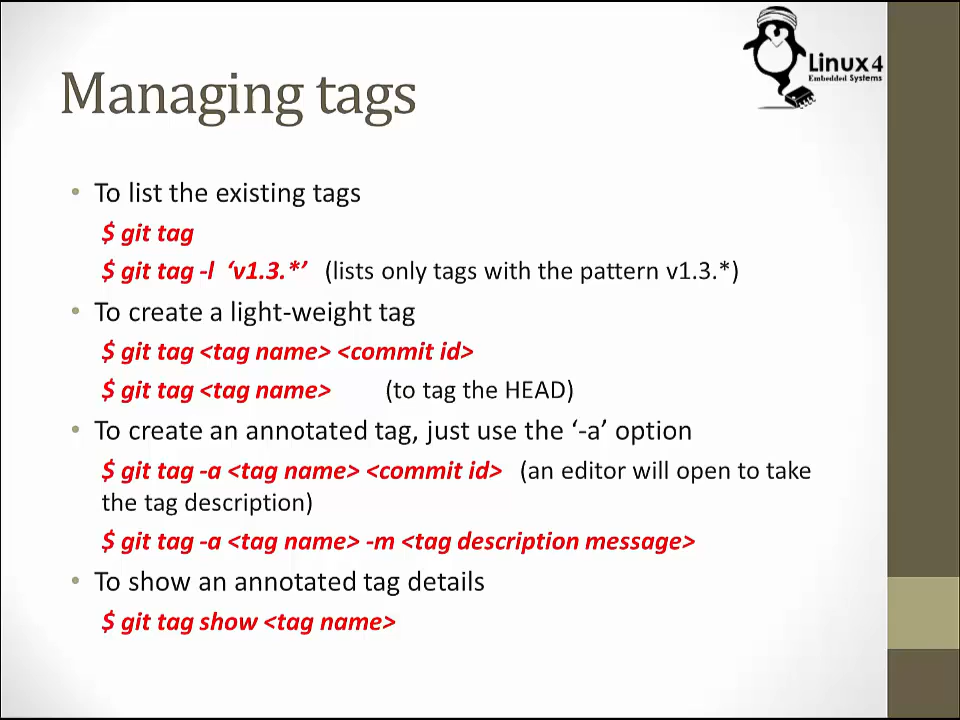 Linux 4
Embedded Systems
Managing tags
• To list the existing tags
$ git tag
$ git tag -l ‘v1.3.*’ (lists only tags with the pattern v1.3.*)
• To create a light-weight tag
$ git tag <tag name> <commit id>
$ git tag <tag name> (to tag the HEAD)
• To create an annotated tag, just use the ‘-a’ option
$ git tag -a <tag name> <commit id> (an editor will open to take
the tag description)
$ git tag -a <tag name> -m <tag description message>
• To show an annotated tag details
$ git tag show <tag name>